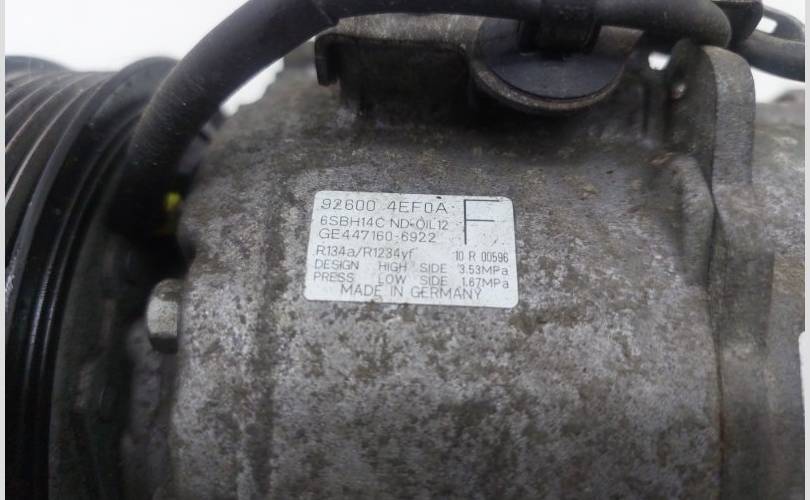 92600 4EF0A F
6SBH14C ND-OIL12
GE447160-6922
R134a/R1234yf 10 R 00596
DESIGN HIGH SIDE 3.53MPa
PRESS LOW SIDE 1.67MPa
MADE IN GERMANY